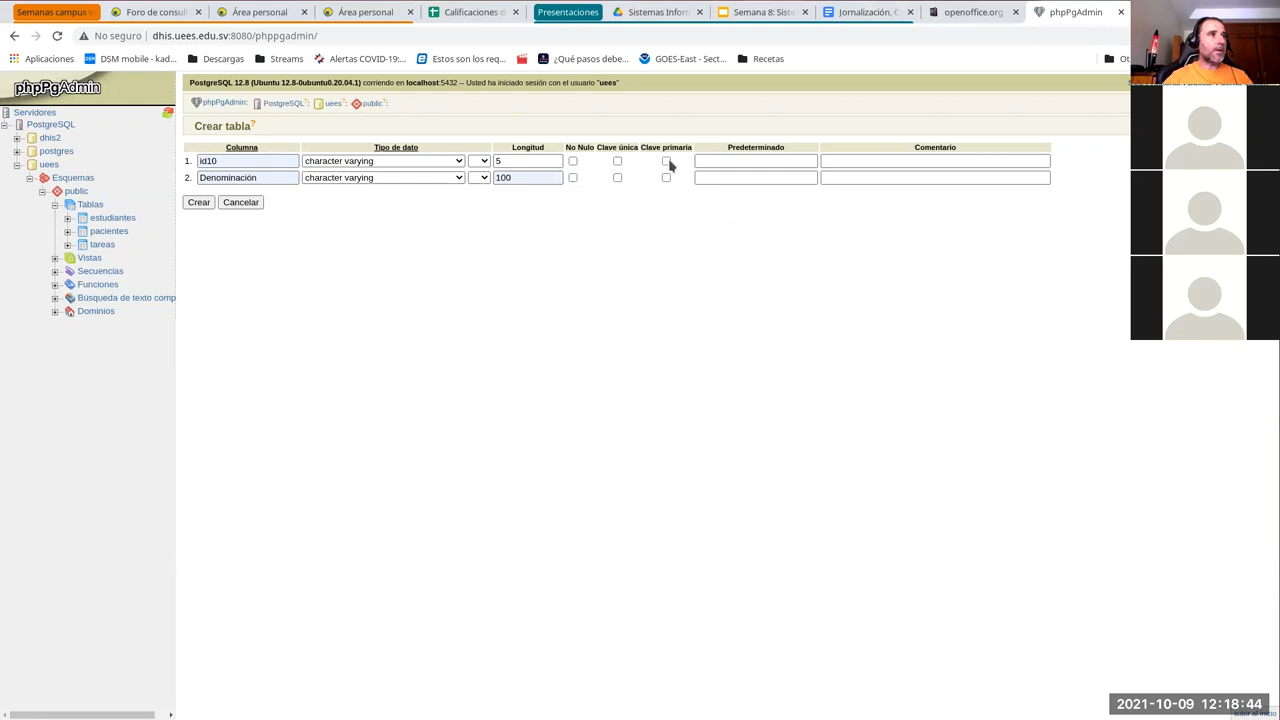 Semanas campus v
Foro de consul
Área personal
Área personal
Calificaciones d
Presentaciones
Sistemas Inform
Semana 8: Siste
Jornalización, C
opencerveza.org
phpPgAdmin
No seguro
dhis.uees.edu.sv:8080/phppgadmin/
Aplicaciones
DSM mobile - kad...
Descargas
Streams
Alertas COVID-19:...
Estos son los req...
¿Qué pasos debe...
GOES-East - Sect...
Recetas
phpPgAdmin
PostgreSQL 12.8 (Ubuntu 12.8-0ubuntu0.20.04.1) corriendo en localhost:5432 -- Usted ha iniciado sesión con el usuario "uees"
phpPgAdmin:
PostgreSQL?:
uees?:
public?:
Crear tabla?
Servidores
PostgreSQL
dhis2
postgres
uees
Esquemas
public
Tablas
estudiantes
pacientes
tareas
Vistas
Secuencias
Funciones
Búsqueda de texto comp
Dominios
Columna Tipo de dato Longitud No Nulo Clave única Clave primaria Predeterminado Comentario
1. id10 character varying 5
2. Denominación character varying 100
Crear Cancelar
2021-10-09 12:18:44
subir al inicio